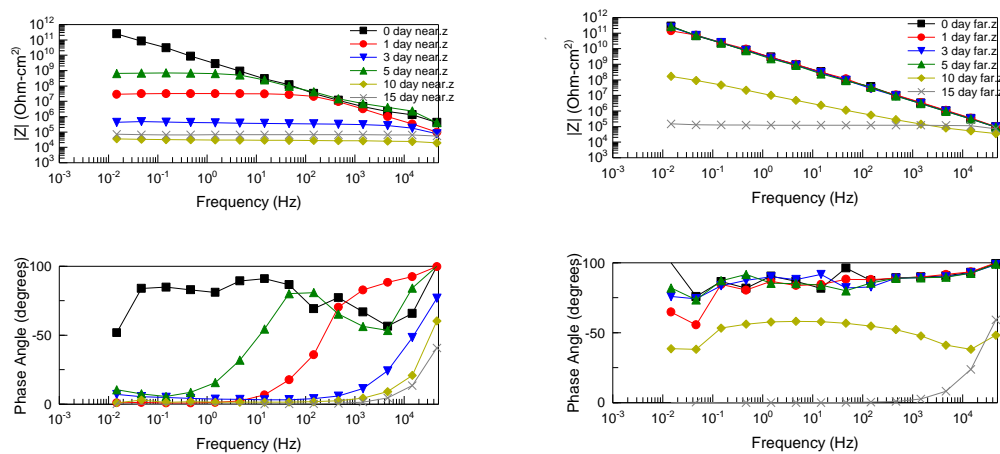 10^12
10^11
10^10
10^9
10^8
10^7
10^6
10^5
10^4
10^3
|Z| (Ohm-cm^2)
0 day near.z
1 day near.z
3 day near.z
5 day near.z
10 day near.z
15 day near.z
10^-3 10^-2 10^-1 10^0 10^1 10^2 10^3 10^4
Frequency (Hz)
10^12
10^11
10^10
10^9
10^8
10^7
10^6
10^5
10^4
10^3
|Z| (Ohm-cm^2)
0 day far.z
1 day far.z
3 day far.z
5 day far.z
10 day far.z
15 day far.z
10^-3 10^-2 10^-1 10^0 10^1 10^2 10^3 10^4
Frequency (Hz)
-100
-50
0
Phase Angle (degrees)
10^-3 10^-2 10^-1 10^0 10^1 10^2 10^3 10^4
Frequency (Hz)
-100
-50
0
Phase Angle (degrees)
10^-3 10^-2 10^-1 10^0 10^1 10^2 10^3 10^4
Frequency (Hz)